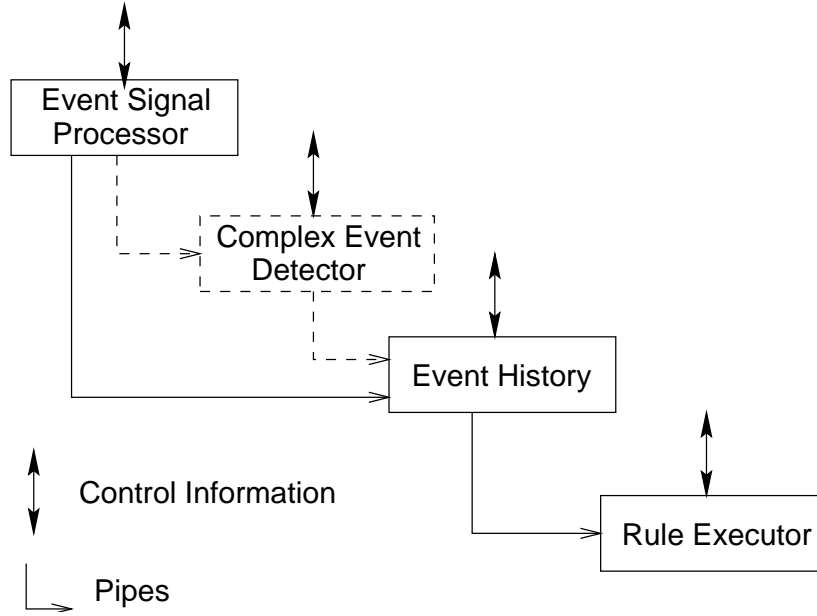 Event Signal
Processor
Complex Event
Detector
Event History
Control Information
Rule Executor
Pipes